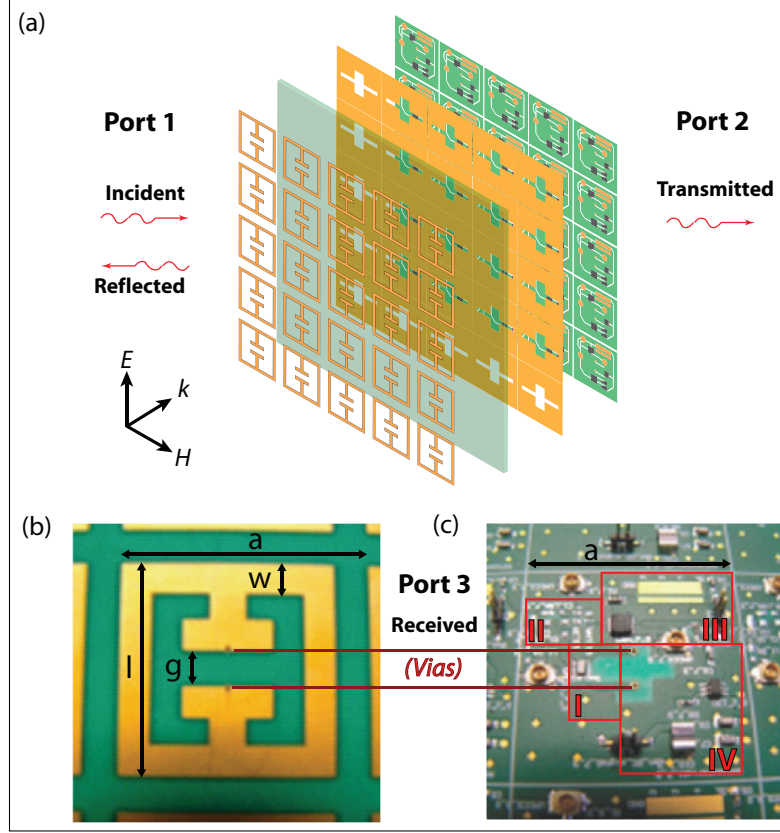 (a)
Port 1
Port 2
Incident
Transmitted
Reflected
E
k
H
(b)
(c)
a
a
w
Port 3
Received
II
III
l
g
(Vias)
I
IV